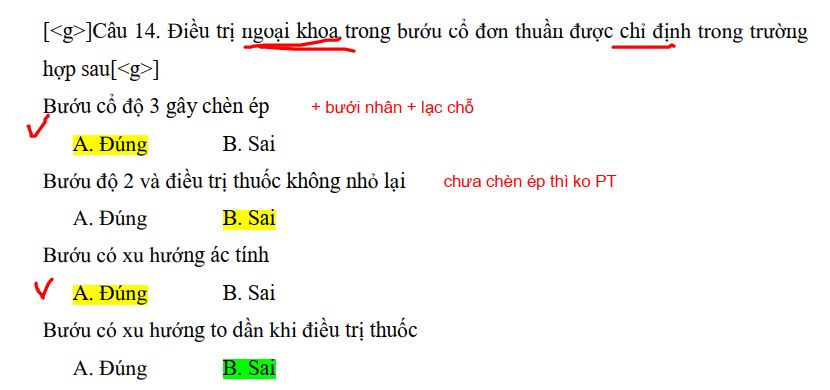 [<g>]Câu 14. Điều trị ngoại khoa trong bướu cổ đơn thuần được chỉ định trong trường
hợp sau[<g>]
Bướu cổ độ 3 gây chèn ép + bưới nhân + lạc chỗ
A. Đúng B. Sai
Bướu độ 2 và điều trị thuốc không nhỏ lại chưa chèn ép thì ko PT
A. Đúng B. Sai
Bướu có xu hướng ác tính
A. Đúng B. Sai
Bướu có xu hướng to dần khi điều trị thuốc
A. Đúng B. Sai